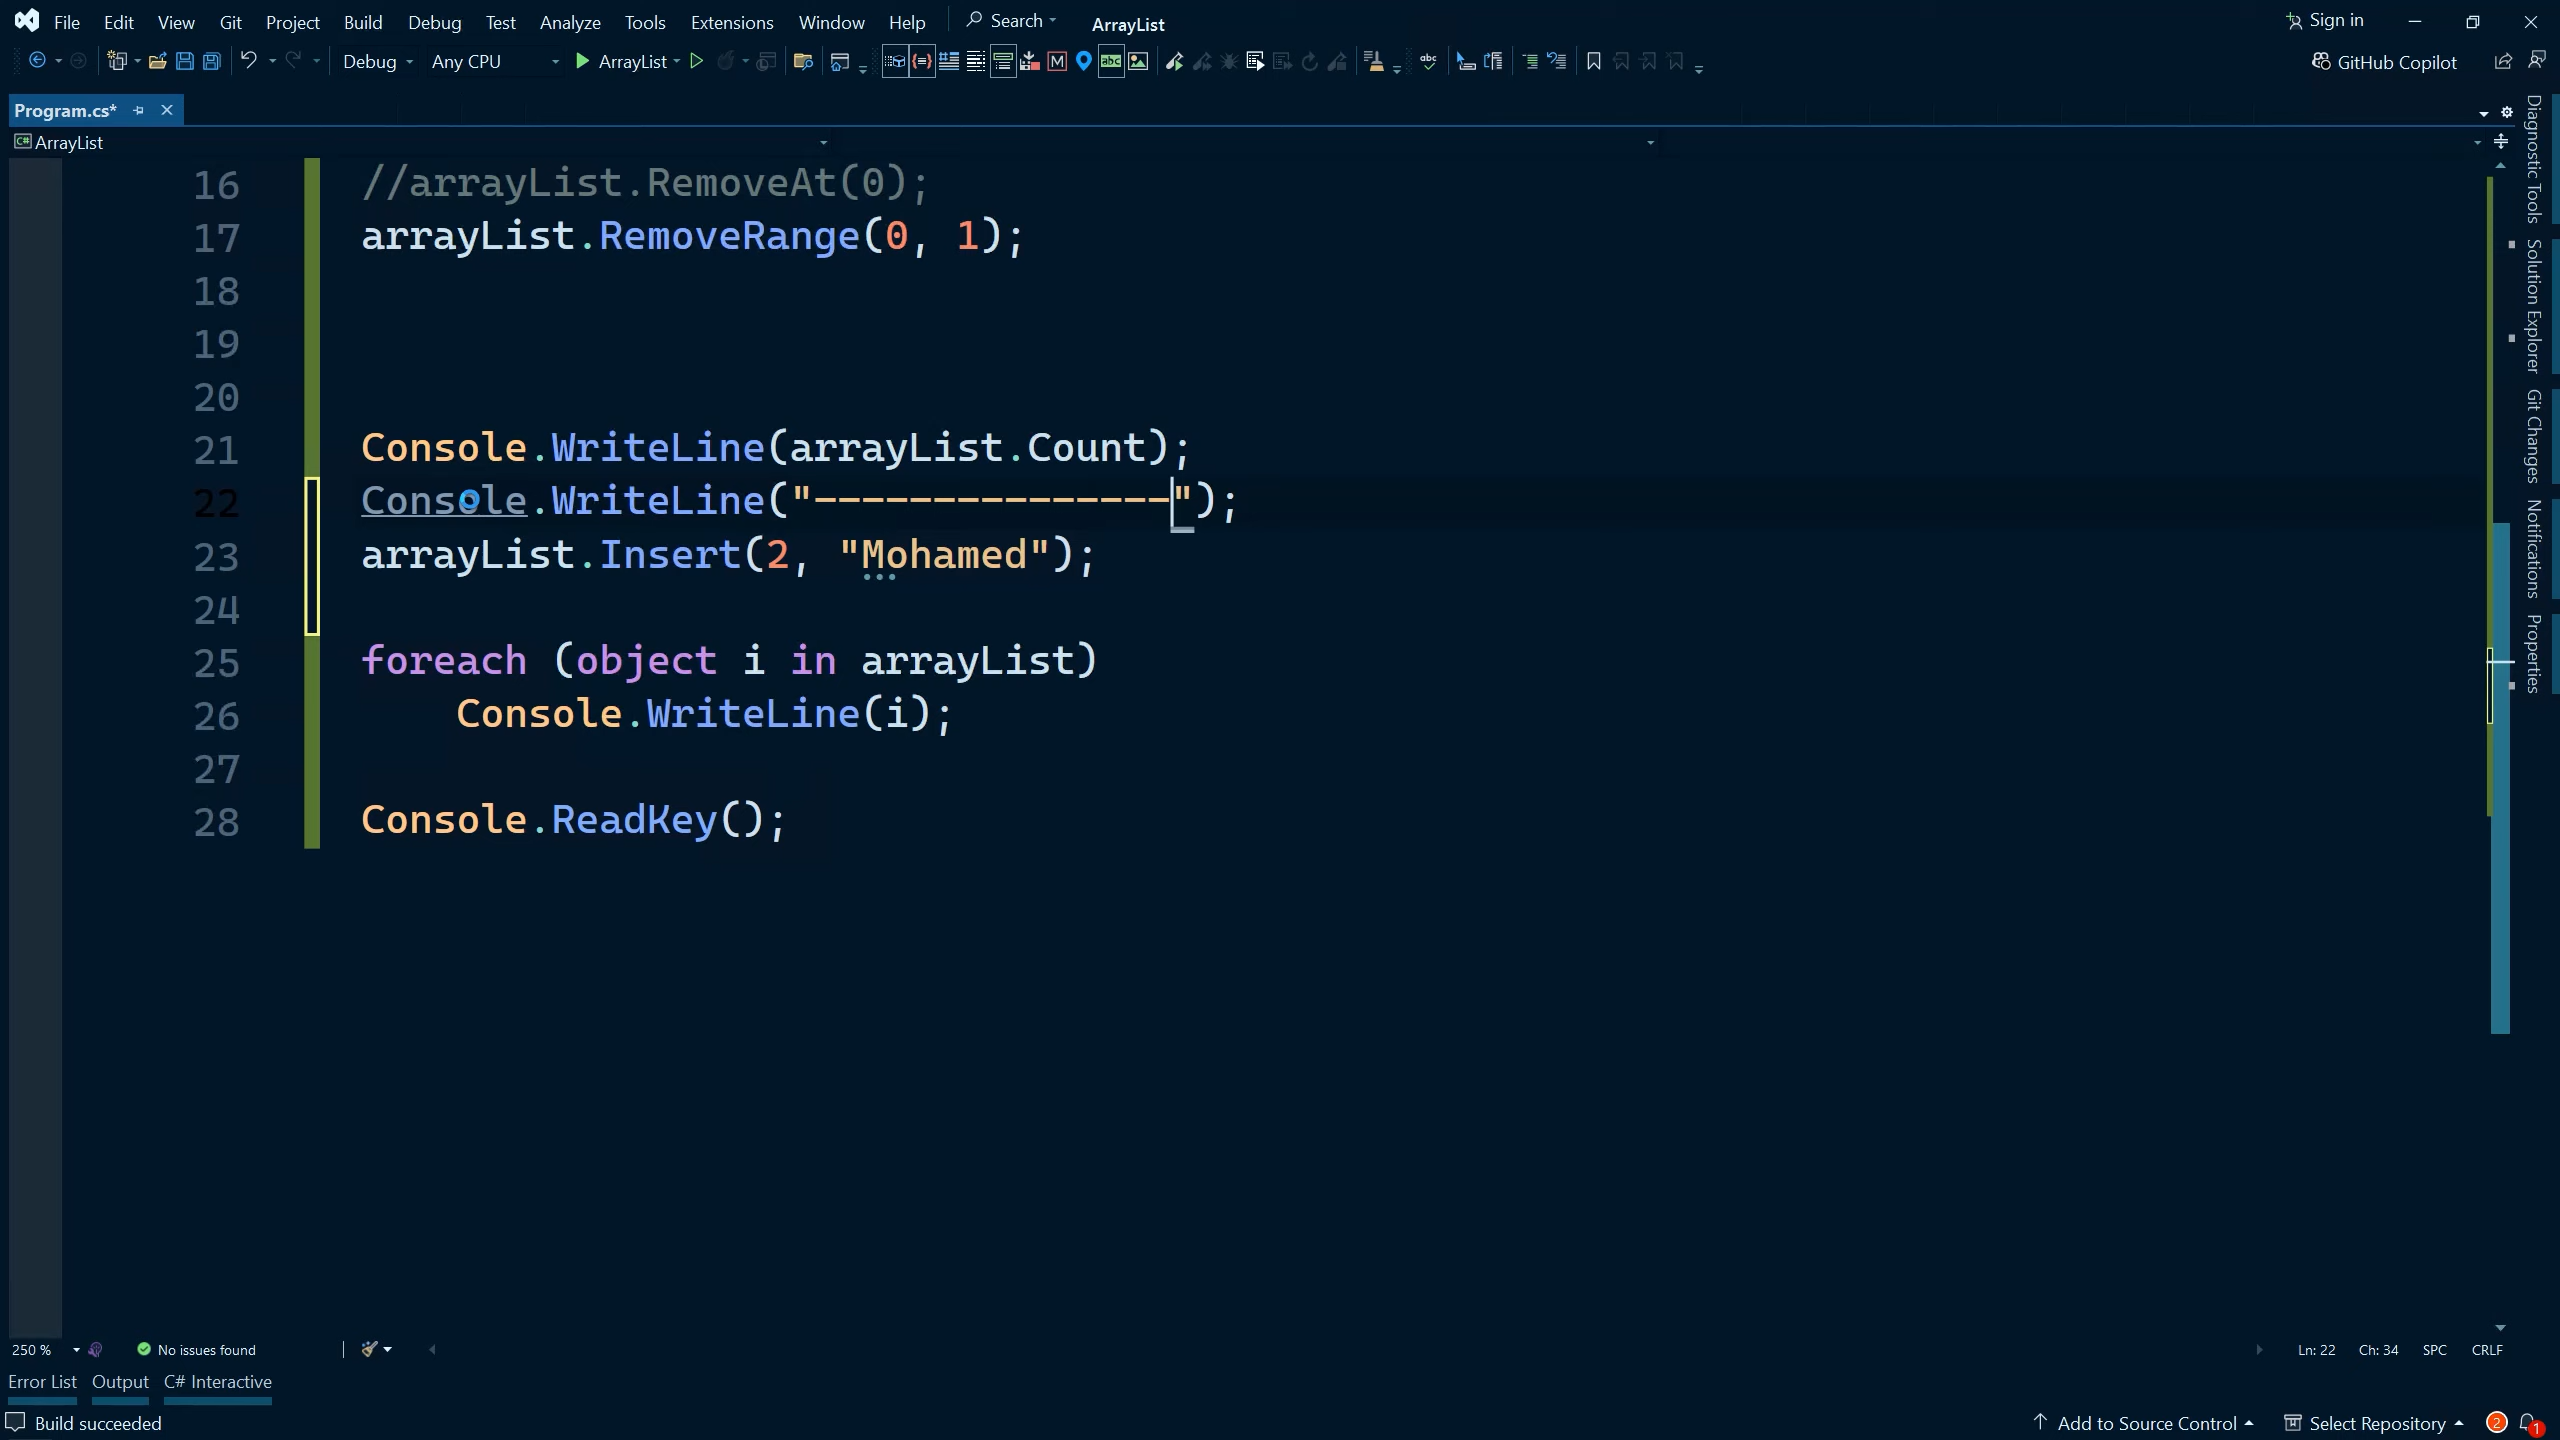 File Edit View Git Project Build Debug Test Analyze Tools Extensions Window Help Search ArrayList Sign in
Debug Any CPU ArrayList GitHub Copilot
Program.cs*
C# ArrayList
16 //arrayList.RemoveAt(0);
17 arrayList.RemoveRange(0, 1);
18
19
20
21 Console.WriteLine(arrayList.Count);
22 Console.WriteLine("---------------");
23 arrayList.Insert(2, "Mohamed");
24
25 foreach (object i in arrayList)
26 Console.WriteLine(i);
27
28 Console.ReadKey();
Diagnostic Tools
Solution Explorer
Git Changes
Notifications
Properties
250 % No issues found Ln: 22 Ch: 34 SPC CRLF
Error List Output C# Interactive
Build succeeded Add to Source Control Select Repository 2 1